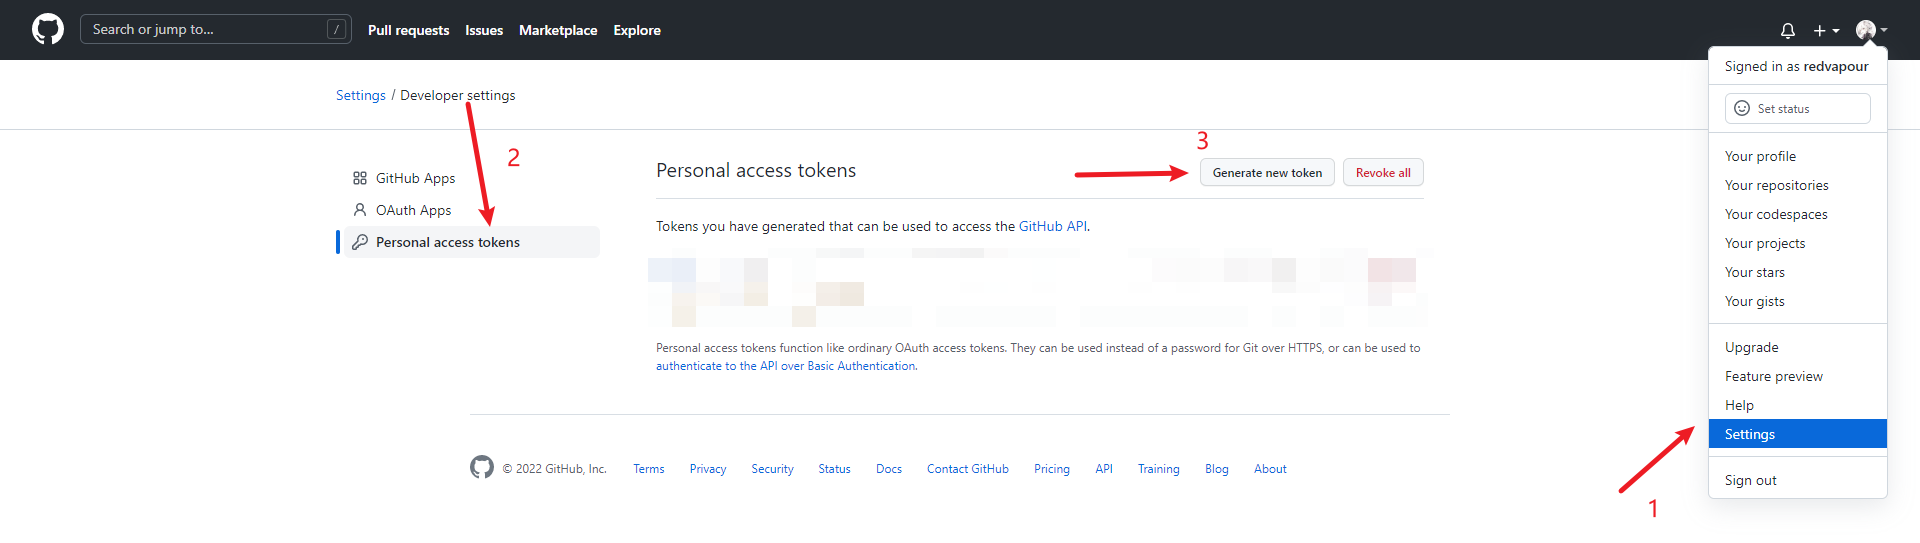 Search or jump to... /
Pull requests Issues Marketplace Explore
Signed in as redvapour
Set status
Your profile
Your repositories
Your codespaces
Your projects
Your stars
Your gists
Upgrade
Feature preview
Help
Settings
Sign out
1
Settings / Developer settings
2
GitHub Apps
OAuth Apps
Personal access tokens
Personal access tokens
3
Generate new token
Revoke all
Tokens you have generated that can be used to access the GitHub API.
Personal access tokens function like ordinary OAuth access tokens. They can be used instead of a password for Git over HTTPS, or can be used to
authenticate to the API over Basic Authentication.
© 2022 GitHub, Inc. Terms Privacy Security Status Docs Contact GitHub Pricing API Training Blog About